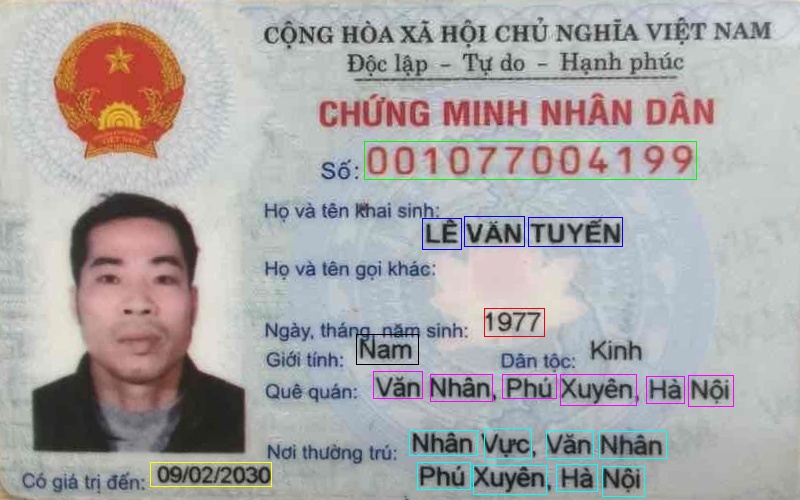 CỘNG HÒA XÃ HỘI CHỦ NGHĨA VIỆT NAM
Độc lập - Tự do - Hạnh phúc
CHỨNG MINH NHÂN DÂN
Số: 001077004199
Họ và tên khai sinh:
LÊ VĂN TUYẾN
Họ và tên gọi khác:
Ngày, tháng, năm sinh: 1977
Giới tính: Nam Dân tộc: Kinh
Quê quán: Văn Nhân, Phú Xuyên, Hà Nội
Nơi thường trú: Nhân Vực, Văn Nhân
Phú Xuyên, Hà Nội
Có giá trị đến: 09/02/2030